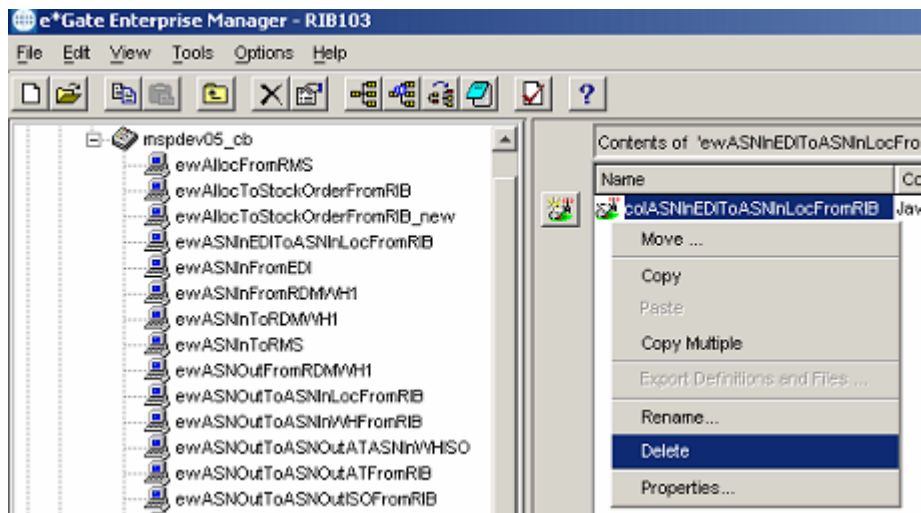 e*Gate Enterprise Manager - RIB103
File Edit View Tools Options Help
mspdev05_cb
ewAllocFromRMS
ewAllocToStockOrderFromRIB
ewAllocToStockOrderFromRIB_new
ewASNInEDIToASNInLocFromRIB
ewASNInFromEDI
ewASNInFromRDMWH1
ewASNInToRDMWH1
ewASNInToRMS
ewASNOutFromRDMWH1
ewASNOutToASNInLocFromRIB
ewASNOutToASNInWHFromRIB
ewASNOutToASNOutATASNInWHISO
ewASNOutToASNOutATFromRIB
ewASNOutToASNOutISOFromRIB
Contents of 'ewASNInEDIToASNInLocFro
Name Co
colASNInEDIToASNInLocFromRIB Jav
Move ...
Copy
Paste
Copy Multiple
Export Definitions and Files ...
Rename...
Delete
Properties...